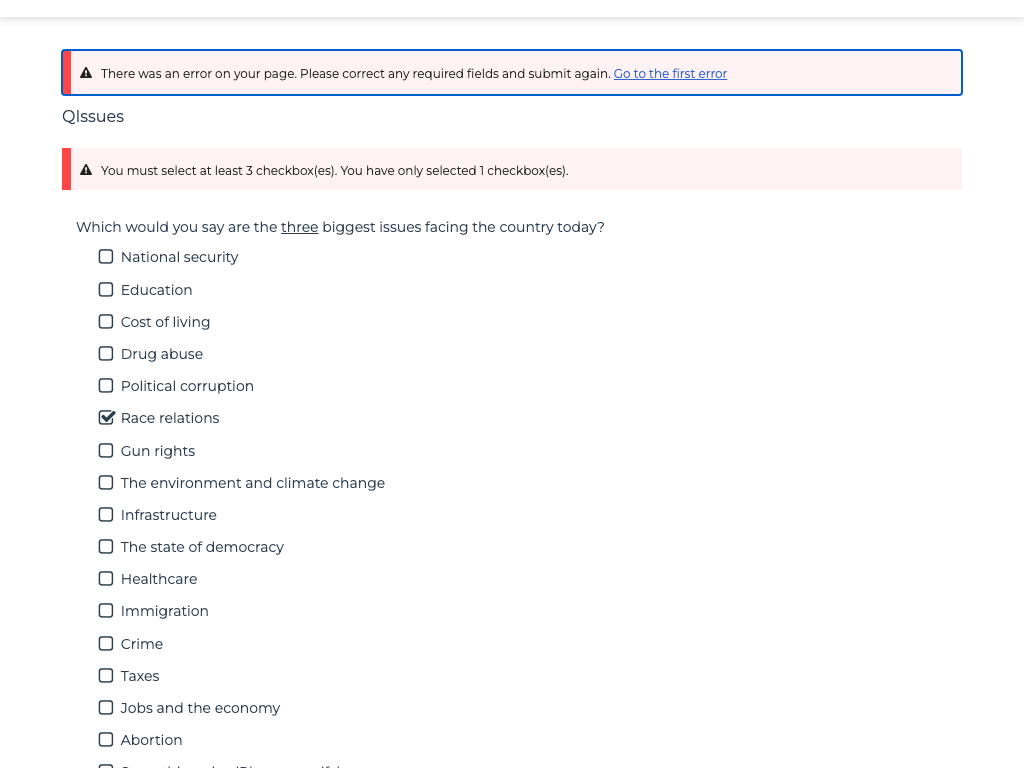 There was an error on your page. Please correct any required fields and submit again. Go to the first error
QIssues
You must select at least 3 checkbox(es). You have only selected 1 checkbox(es).
Which would you say are the three biggest issues facing the country today?
National security
Education
Cost of living
Drug abuse
Political corruption
Race relations
Gun rights
The environment and climate change
Infrastructure
The state of democracy
Healthcare
Immigration
Crime
Taxes
Jobs and the economy
Abortion